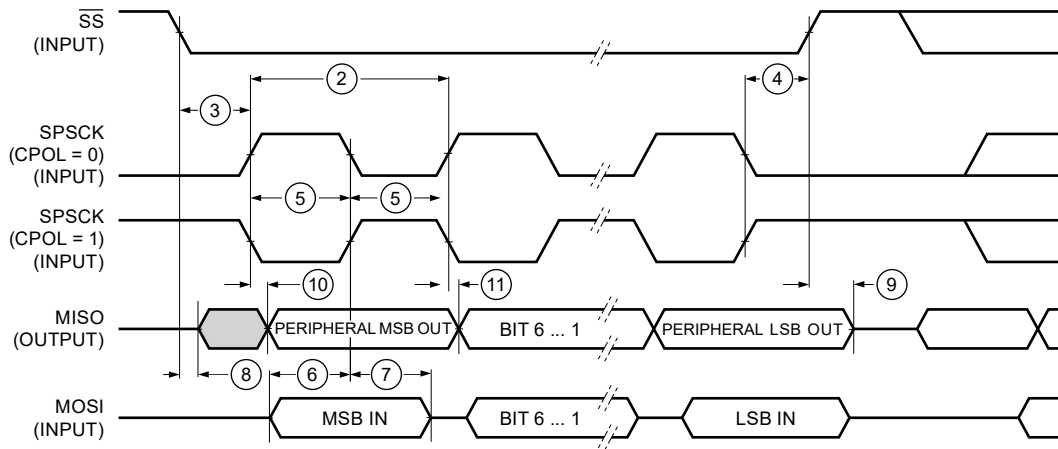 SS
(INPUT)
2
4
3
SPSCK
(CPOL = 0)
(INPUT)
5
5
SPSCK
(CPOL = 1)
(INPUT)
10
11
9
MISO
(OUTPUT)
PERIPHERAL MSB OUT
BIT 6 ... 1
PERIPHERAL LSB OUT
8
6
7
MOSI
(INPUT)
MSB IN
BIT 6 ... 1
LSB IN